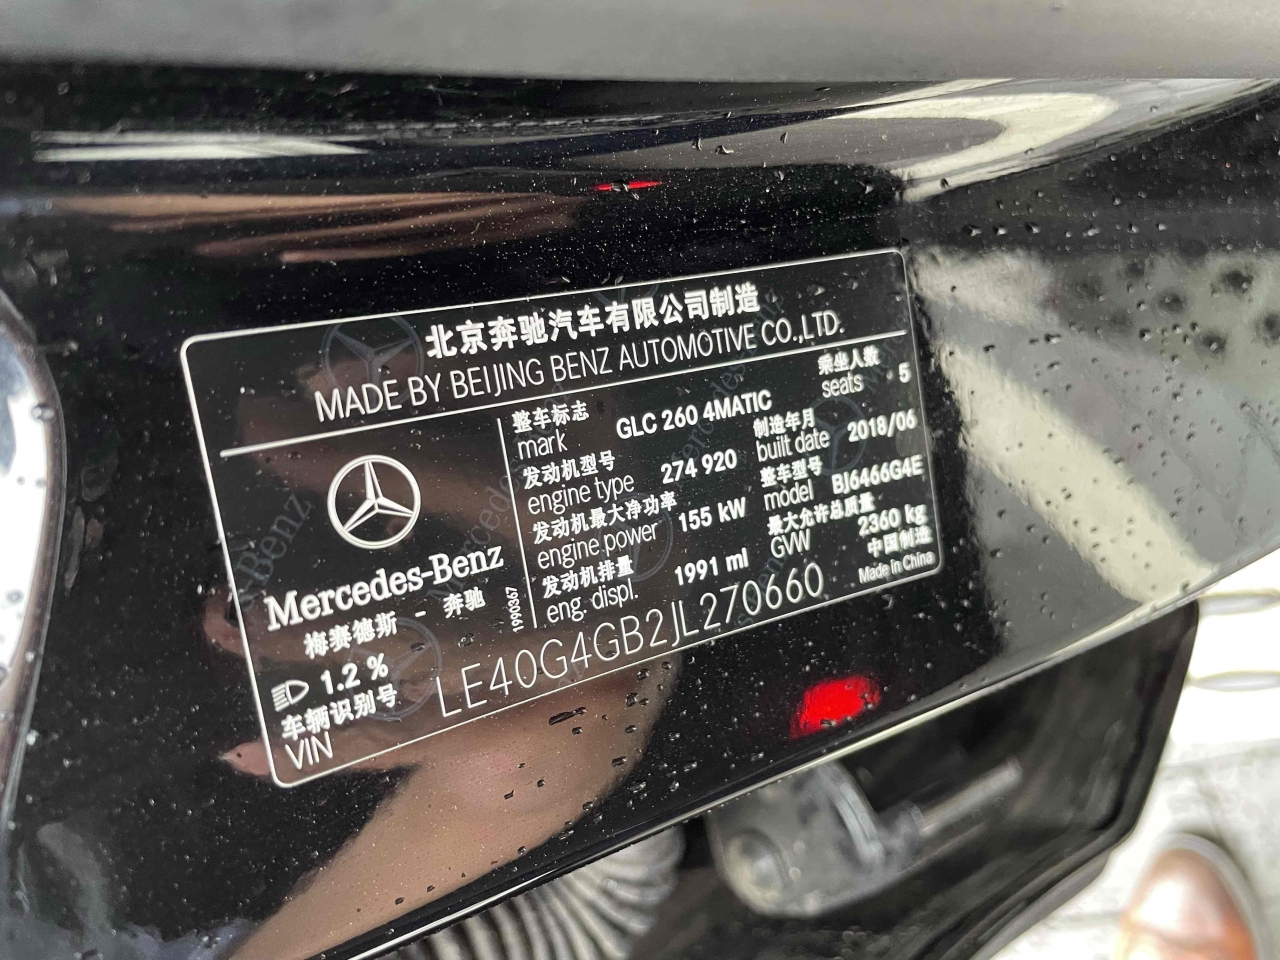 北京奔驰汽车有限公司制造
MADE BY BEIJING BENZ AUTOMOTIVE CO.,LTD.
Mercedes-Benz
梅赛德斯 - 奔驰
1.2 %
1990367
整车标志
mark GLC 260 4MATIC
乘坐人数
seats 5
发动机型号
engine type 274 920
制造年月
built date 2018/06
发动机最大净功率
engine power 155 kW
整车型号
model BJ6466G4E
发动机排量
eng. displ. 1991 ml
最大允许总质量
GVW 2360 kg
中国制造
Made in China
车辆识别号
VIN LE40G4GB2JL270660